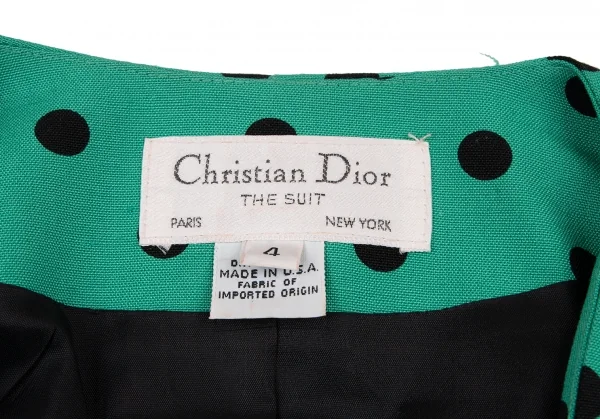 Christian Dior
THE SUIT
PARIS NEW YORK
4
MADE IN U.S.A.
FABRIC OF
IMPORTED ORIGIN